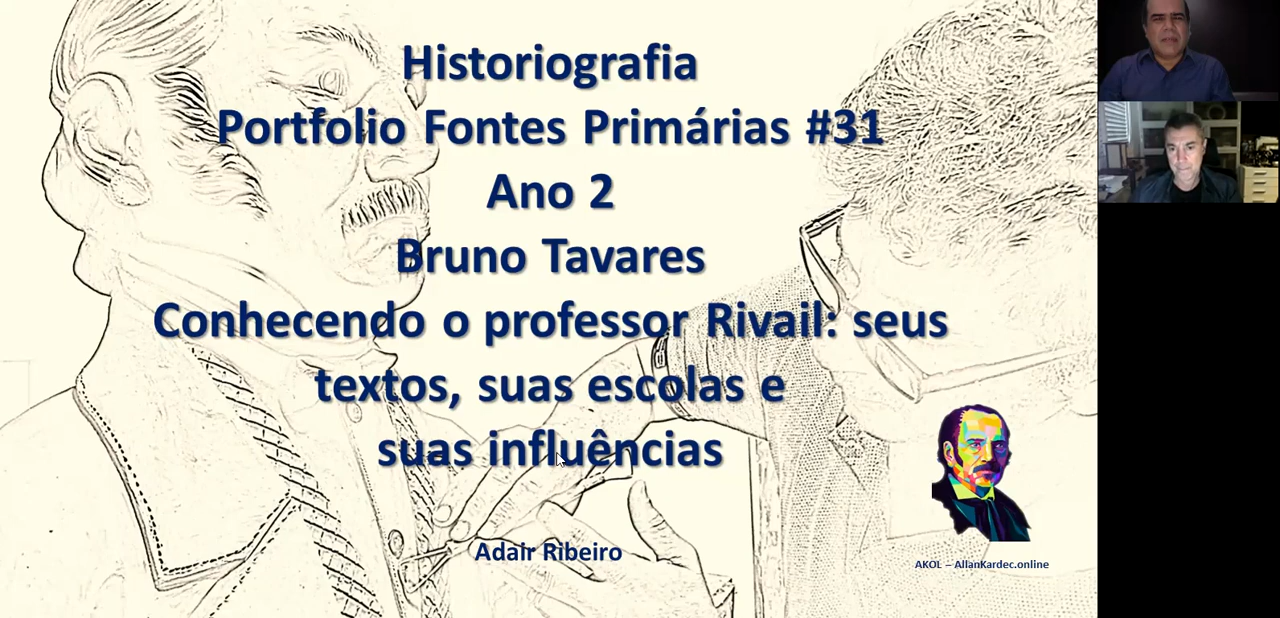 Historiografia
Portfolio Fontes Primárias #31
Ano 2
Bruno Tavares
Conhecendo o professor Rivail: seus
textos, suas escolas e
suas influências
Adair Ribeiro
AKOL – AllanKardec.online